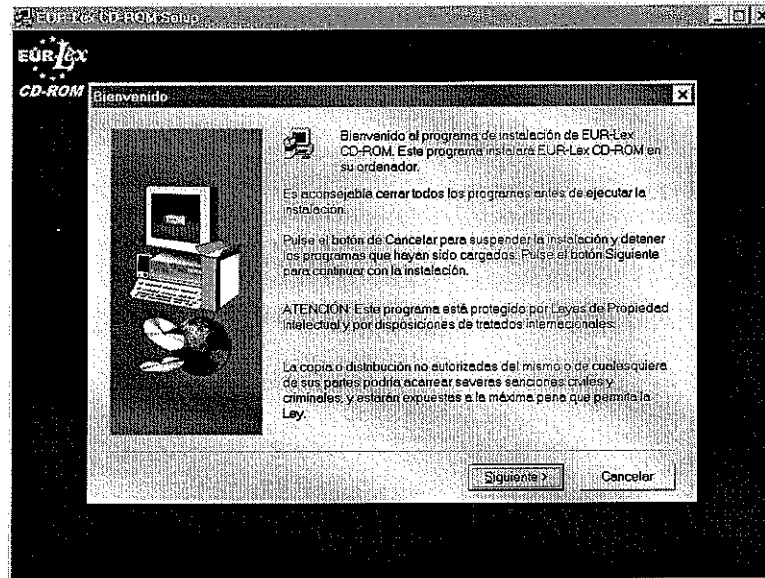 EUR-Lex CD-ROM Setup
EUR-Lex
CD-ROM
Bienvenido
Bienvenido al programa de instalación de EUR-Lex
CD-ROM. Este programa instalará EUR-Lex CD-ROM en
su ordenador.
Es aconsejable cerrar todos los programas antes de ejecutar la
instalación.
Pulse el botón de Cancelar para suspender la instalación y detener
los programas que hayan sido cargados. Pulse el botón Siguiente
para continuar con la instalación.
ATENCIÓN: Este programa está protegido por Leyes de Propiedad
Intelectual y por disposiciones de tratados internacionales.
La copia o distribución no autorizadas del mismo o de cualesquiera
de sus partes podría acarrear severas sanciones civiles y
criminales, y estarán expuestas a la máxima pena que permita la
Ley.
Siguiente >
Cancelar